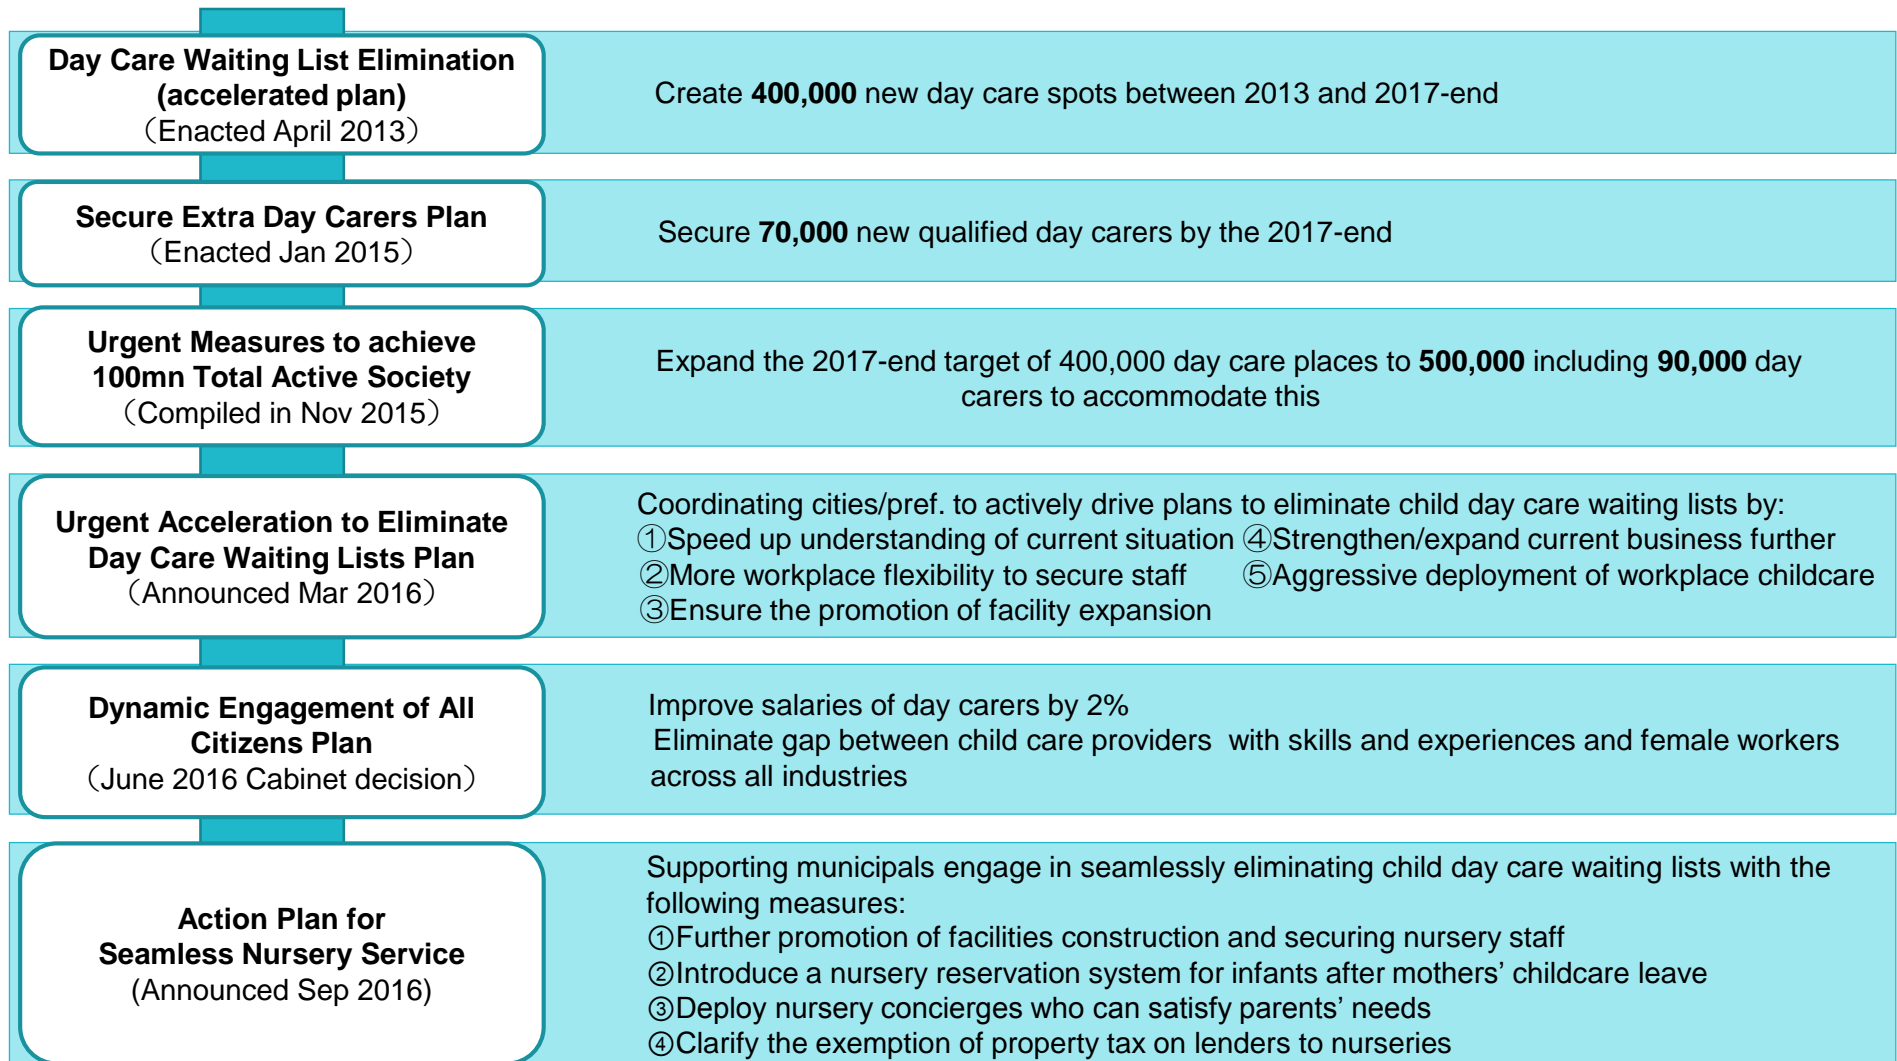 Day Care Waiting List Elimination
(accelerated plan)
（Enacted April 2013）
Create 400,000 new day care spots between 2013 and 2017-end
Secure Extra Day Carers Plan
（Enacted Jan 2015）
Secure 70,000 new qualified day carers by the 2017-end
Urgent Measures to achieve
100mn Total Active Society
（Compiled in Nov 2015）
Expand the 2017-end target of 400,000 day care places to 500,000 including 90,000 day
carers to accommodate this
Urgent Acceleration to Eliminate
Day Care Waiting Lists Plan
（Announced Mar 2016）
Coordinating cities/pref. to actively drive plans to eliminate child day care waiting lists by:
①Speed up understanding of current situation ④Strengthen/expand current business further
②More workplace flexibility to secure staff ⑤Aggressive deployment of workplace childcare
③Ensure the promotion of facility expansion
Dynamic Engagement of All
Citizens Plan
（June 2016 Cabinet decision）
Improve salaries of day carers by 2%
Eliminate gap between child care providers with skills and experiences and female workers
across all industries
Action Plan for
Seamless Nursery Service
(Announced Sep 2016)
Supporting municipals engage in seamlessly eliminating child day care waiting lists with the
following measures:
①Further promotion of facilities construction and securing nursery staff
②Introduce a nursery reservation system for infants after mothers’ childcare leave
③Deploy nursery concierges who can satisfy parents’ needs
④Clarify the exemption of property tax on lenders to nurseries